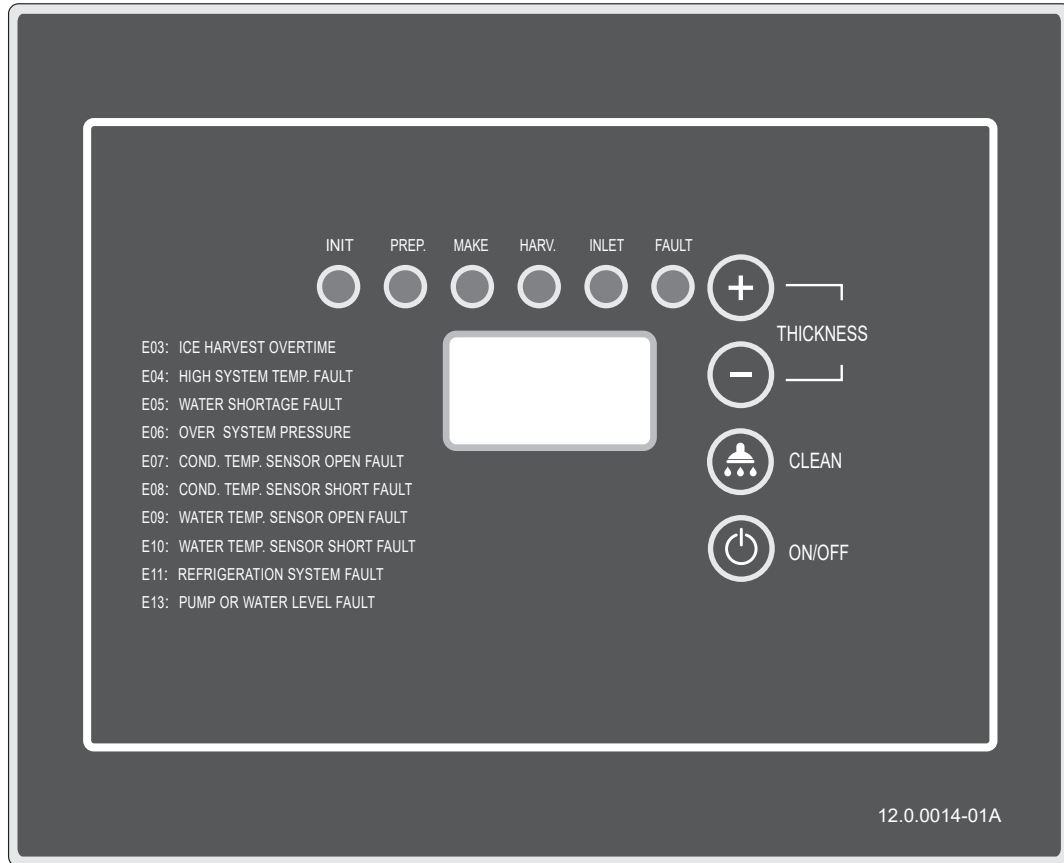 INIT PREP. MAKE HARV. INLET FAULT
THICKNESS
E03: ICE HARVEST OVERTIME
E04: HIGH SYSTEM TEMP. FAULT
E05: WATER SHORTAGE FAULT
E06: OVER SYSTEM PRESSURE
E07: COND. TEMP. SENSOR OPEN FAULT
E08: COND. TEMP. SENSOR SHORT FAULT
E09: WATER TEMP. SENSOR OPEN FAULT
E10: WATER TEMP. SENSOR SHORT FAULT
E11: REFRIGERATION SYSTEM FAULT
E13: PUMP OR WATER LEVEL FAULT
CLEAN
ON/OFF
12.0.0014-01A